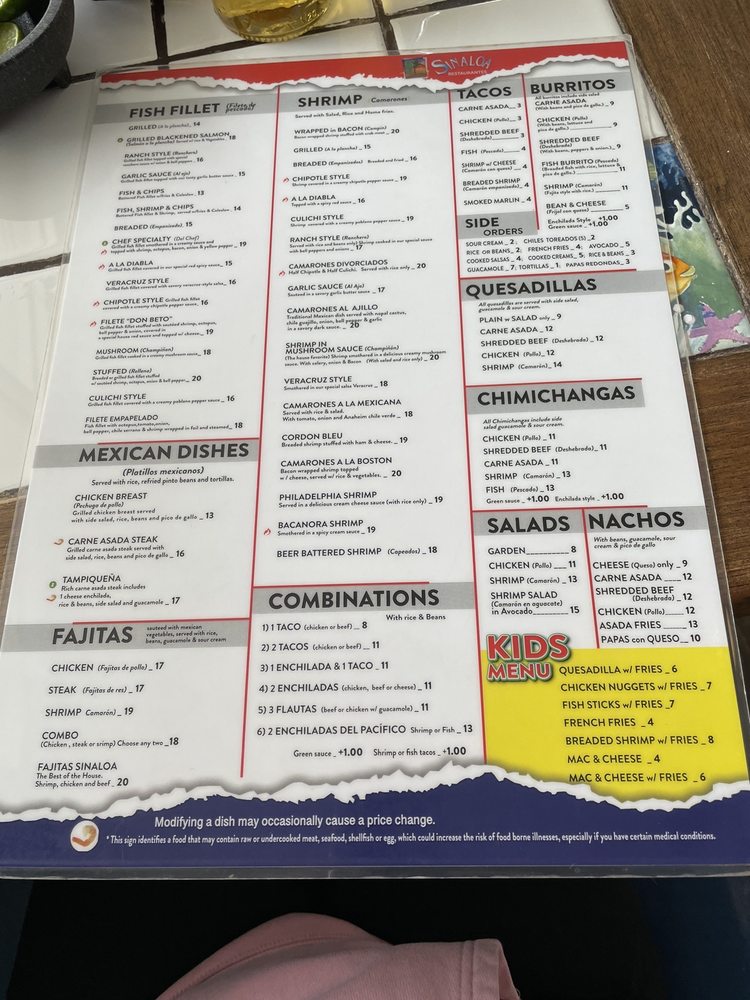 SINALOA
RESTAURANTES
FISH FILLET (Filete de pescado)
GRILLED (A la plancha) _ 14
GRILLED BLACKENED SALMON _ 18
(Salmón a la plancha) Served w/ Rice & Vegetables
RANCH STYLE (Ranchero)
Grilled fish fillet topped with special
ranchero sauce w/ onion & bell pepper _ 16
GARLIC SAUCE (Al Ajo) _ 15
Grilled fish fillet topped with our tasty garlic butter sauce
FISH & CHIPS _ 13
Battered Fish fillet w/fries & Coleslaw
FISH, SHRIMP & CHIPS _ 14
Battered Fish fillet & Shrimp, served w/fries & Coleslaw
BREADED (Empanizado) _ 15
CHEF SPECIALTY (Del Chef)
Grilled fish fillet smothered in a creamy sauce and
topped with shrimp, octopus, bacon, onion & yellow pepper _ 19
A LA DIABLA
Grilled fish fillet covered in our special red spicy sauce _ 15
VERACRUZ STYLE
Grilled fish fillet covered with savory veracruz style salsa _ 16
CHIPOTLE STYLE Grilled fish fillet
covered with a creamy chipotle pepper sauce _ 16
FILETE "DON BETO"
Grilled fish fillet stuffed with sautéed shrimp, octopus,
bell pepper & onion, covered in
a special house red sauce and topped w/ cheese _ 19
MUSHROOM (Champiñon)
Grilled fish fillet cooked in a creamy mushroom sauce _ 18
STUFFED (Relleno)
Breaded or grilled fish fillet stuffed
w/ sautéed shrimp, octopus, onion & bell pepper _ 20
CULICHI STYLE
Grilled fish fillet covered with a creamy poblano pepper sauce _ 16
FILETE EMPAPELADO
Fish fillet with octopus, tomato, onion,
bell pepper, chile serrano & shrimp wrapped in foil and steamed _ 18
MEXICAN DISHES
(Platillos mexicanos)
Served with rice, refried pinto beans and tortillas.
CHICKEN BREAST
(Pechuga de pollo)
Grilled chicken breast served
with side salad, rice, beans and pico de gallo _ 13
CARNE ASADA STEAK
Grilled carne asada steak served with
side salad, rice, beans and pico de gallo _ 16
TAMPIQUEÑA
Rich carne asada steak includes
1 cheese enchilada,
rice & beans, side salad and guacamole _ 17
FAJITAS
sauteed with mexican
vegetables, served with rice,
beans, guacamole & sour cream
CHICKEN (Fajitas de pollo) _ 17
STEAK (Fajitas de res) _ 17
SHRIMP Camarón) _ 19
COMBO
(Chicken , steak or srimp) Choose any two _ 18
FAJITAS SINALOA
The Best of the House.
Shrimp, chicken and beef _ 20
SHRIMP Camarones
Served with Salad, Rice and Hume fries.
WRAPPED in BACON (Campin) _ 20
Bacon wrapped shrimp stuffed with crab meat
GRILLED (A la plancha) _ 15
BREADED (Empanizados) Breaded and fried _ 16
CHIPOTLE STYLE
Shrimp covered in a creamy chipotle pepper sauce _ 19
A LA DIABLA
Topped with a spicy red sauce _ 16
CULICHI STYLE
Shrimp covered with a creamy poblano pepper sauce _ 19
RANCH STYLE (Ranchero)
Served with rice and beans only) Shrimp cooked in our special sauce
with bell peppers and onions _ 17
CAMARONES DIVORCIADOS
Half Chipotle & Half Culichi. Served with rice only _ 20
GARLIC SAUCE (Al Ajo)
Sauteed in a savory garlic butter sauce _ 17
CAMARONES AL AJILLO
Traditional Mexican dish served with nopal cactus,
chile guajillo, onion, bell pepper & garlic
in a savory dark sauce. _ 20
SHRIMP IN
MUSHROOM SAUCE (Champiñón)
(The house favorite) Shrimp smothered in a delicious creamy mushroom
sauce. With celery, onion & Bacon (With salad and rice only) _ 20
VERACRUZ STYLE
Smothered in our special salsa Veracruz _ 18
CAMARONES A LA MEXICANA
Served with rice & salad.
With tomato, onion and Anaheim chile verde _ 18
CORDON BLEU
Breaded shrimp stuffed with ham & cheese. _ 19
CAMARONES A LA BOSTON
Bacon wrapped shrimp topped
w / cheese, served w/ rice & vegetables. _ 20
PHILADELPHIA SHRIMP
Served in a delicious cream cheese sauce (with rice only) _ 19
BACANORA SHRIMP
Smothered in a spicy cream sauce _ 19
BEER BATTERED SHRIMP (Capeados) _ 18
COMBINATIONS
With rice & Beans
1) 1 TACO (chicken or beef) _ 8
2) 2 TACOS (chicken or beef) _ 11
3) 1 ENCHILADA & 1 TACO _ 11
4) 2 ENCHILADAS (chicken, beef or cheese) _ 11
5) 3 FLAUTAS (beef or chicken w/ guacamole) _ 11
6) 2 ENCHILADAS DEL PACÍFICO Shrimp or Fish _ 13
Green sauce _ +1.00 Shrimp or fish tacos _ +1.00
TACOS
CARNE ASADA__ 3
CHICKEN (Pollo)__ 3
SHREDDED BEEF
(Deshebrada)____ 3
FISH (Pescado)____ 4
SHRIMP w/ CHEESE
(Camarón con queso) _ 4
BREADED SHRIMP
(Camarón empanizado) _ 4
SMOKED MARLIN _ 4
SIDE
ORDERS
SOUR CREAM _ 2 ; CHILES TOREADOS (5) _2
RICE OR BEANS_ 2; FRENCH FRIES _ 4; AVOCADO _ 5
COOKED SALSAS _ 4; COOKED CREAMS_ 5; RICE & BEANS _ 3
GUACAMOLE _ 7; TORTILLAS _ 1; PAPAS REDONDAS_ 3
BURRITOS
All burritos include side salad
CARNE ASADA
(With beans and pico de gallo)_ 9
CHICKEN (Pollo)
(With beans, lettuce and
pico de gallo )____ 9
SHREDDED BEEF
(Deshebrada)
(With beans, peppers & onion)_ 9
FISH BURRITO (Pescado)
(Breaded fish with rice, lettuce &
pico de gallo )____ 11
SHRIMP (Camarón)
(Fajita style with rice.)____ 11
BEAN & CHEESE
(Frijol con queso)____ 5
Enchilada Style _ +1.00
Green sauce _ +1.00
QUESADILLAS
All quesadillas are served with side salad,
guacamole & sour cream.
PLAIN w SALAD only _ 9
CARNE ASADA _ 12
SHREDDED BEEF (Deshebrada)_ 12
CHICKEN (Pollo)_ 12
SHRIMP (Camarón)_ 14
CHIMICHANGAS
All Chimichangas include side
salad guacamole & sour cream.
CHICKEN (Pollo) _ 11
SHREDDED BEEF (Deshebrada)_ 11
CARNE ASADA _ 11
SHRIMP (Camarón) _ 13
FISH (Pescado) _ 13
Green sauce _ +1.00 Enchilada style _ +1.00
SALADS
GARDEN________ 8
CHICKEN (Pollo) ___ 11
SHRIMP (Camarón) _ 13
SHRIMP SALAD
(Camarón en aguacate)
in Avocado______ 15
NACHOS
With beans, guacamole, sour
cream & pico de gallo
CHEESE (Queso) only _ 9
CARNE ASADA ____ 12
SHREDDED BEEF
(Deshebrada) _ 12
CHICKEN (Pollo)____ 12
ASADA FRIES _____ 13
PAPAS con QUESO_ 10
KIDS
MENU
QUESADILLA w/ FRIES _ 6
CHICKEN NUGGETS w/ FRIES _ 7
FISH STICKS w/ FRIES _7
FRENCH FRIES _ 4
BREADED SHRIMP w/ FRIES _ 8
MAC & CHEESE _ 4
MAC & CHEESE w/ FRIES _ 6
Modifying a dish may occasionally cause a price change.
* This sign identifies a food that may contain raw or undercooked meat, seafood, shellfish or egg, which could increase the risk of food borne illnesses, especially if you have certain medical conditions.